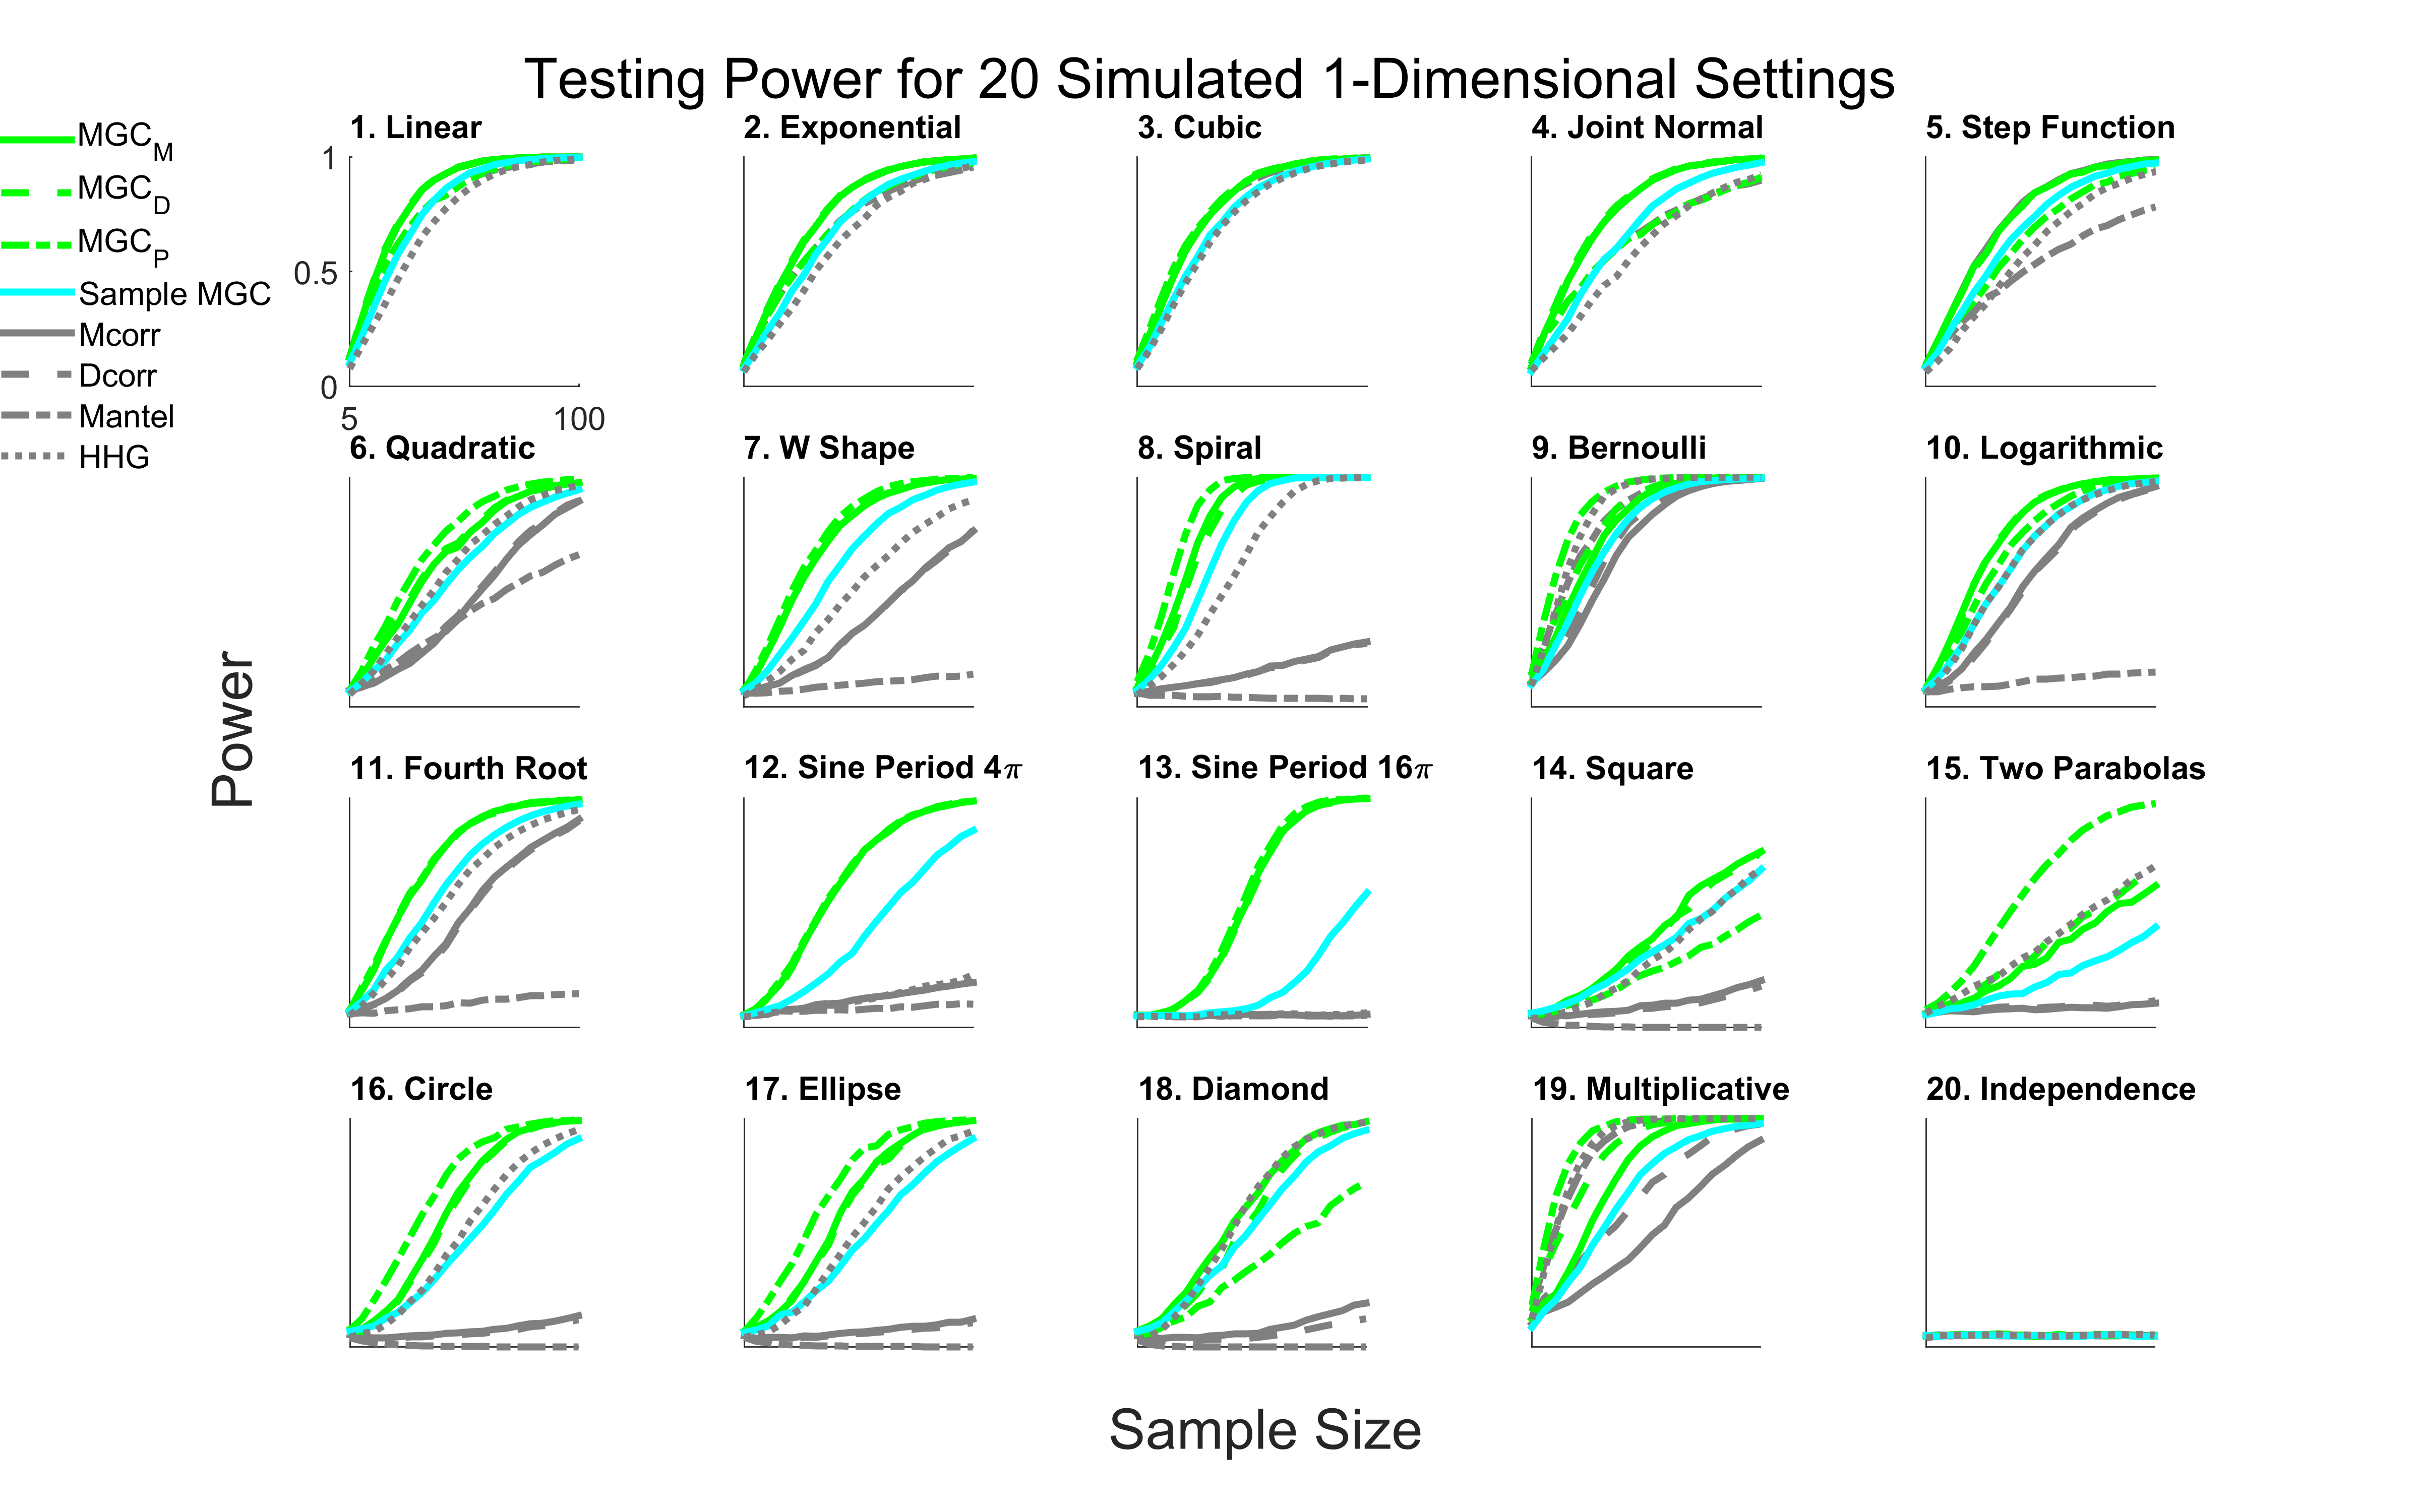 Testing Power for 20 Simulated 1-Dimensional Settings
MGC_M
MGC_D
MGC_P
Sample MGC
Mcorr
Dcorr
Mantel
HHG
1. Linear
2. Exponential
3. Cubic
4. Joint Normal
5. Step Function
1
0.5
0
5
100
6. Quadratic
7. W Shape
8. Spiral
9. Bernoulli
10. Logarithmic
Power
11. Fourth Root
12. Sine Period 4π
13. Sine Period 16π
14. Square
15. Two Parabolas
16. Circle
17. Ellipse
18. Diamond
19. Multiplicative
20. Independence
Sample Size